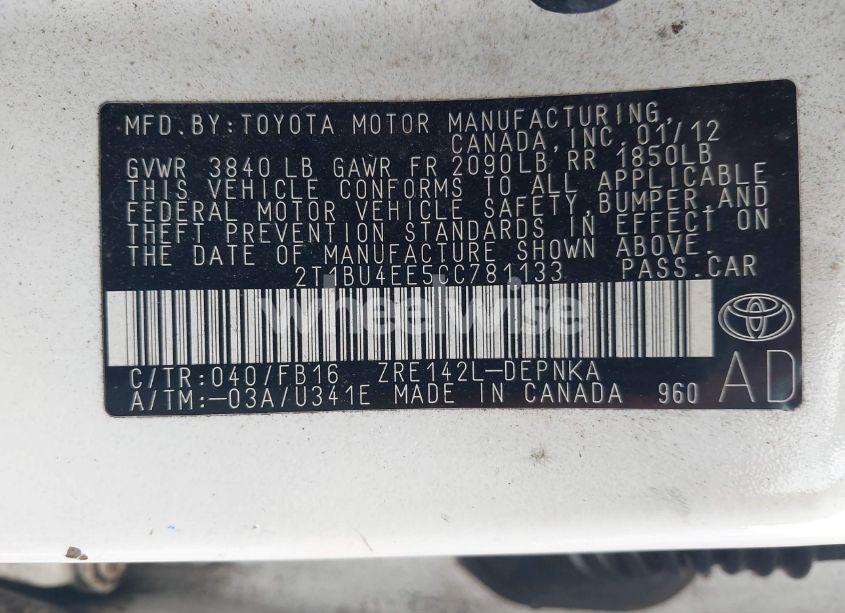 MFD.BY:TOYOTA MOTOR MANUFACTURING,
CANADA,INC. 01/12
GVWR 3840 LB GAWR FR 2090LB,RR 1850LB
THIS VEHICLE CONFORMS TO ALL APPLICABLE
FEDERAL MOTOR VEHICLE SAFETY,BUMPER,AND
THEFT PREVENTION STANDARDS IN EFFECT ON
THE DATE OF MANUFACTURE SHOWN ABOVE.
2T1BU4EE5CC781133 PASS.CAR
wheelwise
C/TR:040/FB16 ZRE142L-DEPNKA
A/TM:-03A/U341E MADE IN CANADA 960 AD